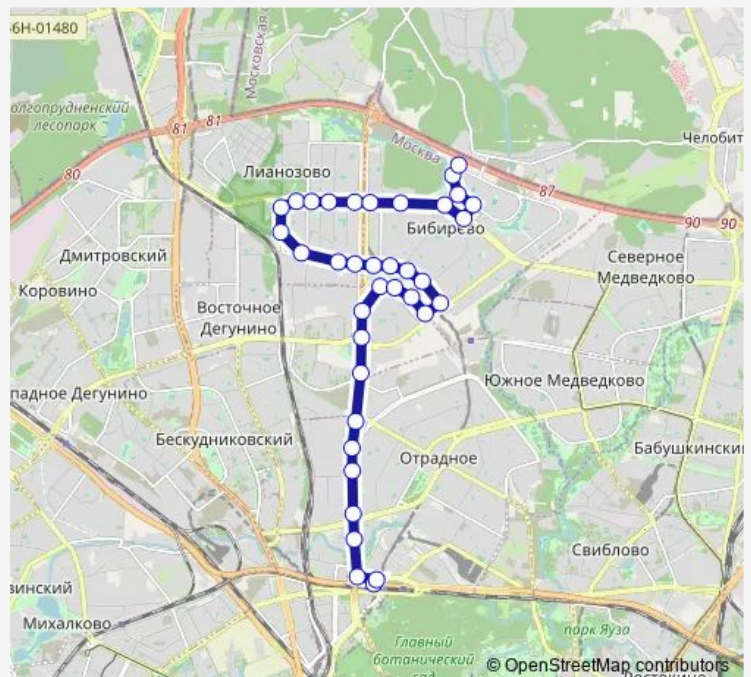 6Н-01480
Московская
олгопрудненский
лесопарк
81
81
Москва
Челобит
80
Лианозово
87
90
90
Бибирево
Дмитровский
Северное
Медведково
Коровино
Восточное
Дегунино
Южное Медведково
падное Дегунино
Бескудниковский
Отрадное
Бабушкински
Свиблово
винский
Михалково
Главный
ботанический
сад
парк Яуза
© OpenStreetMap contributors